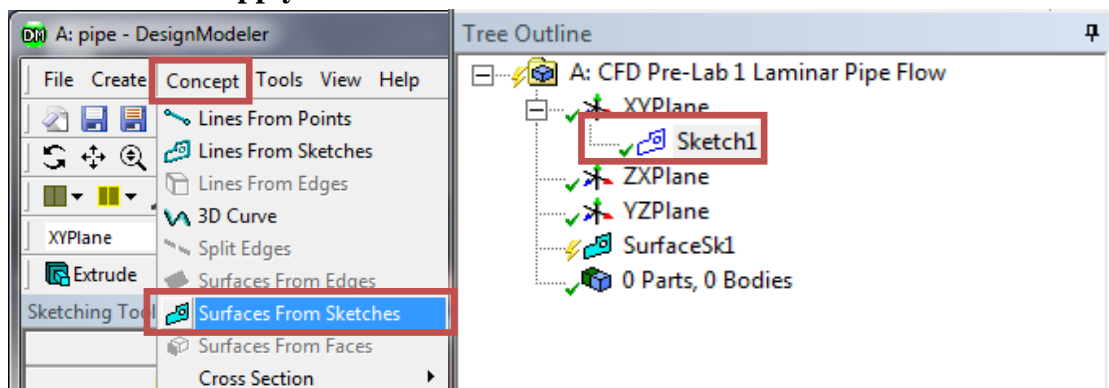 A: pipe - DesignModeler
File Create Concept Tools View Help
Lines From Points
Lines From Sketches
Lines From Edges
3D Curve
XYPlane
Split Edges
Extrude
Surfaces From Edges
Sketching
Surfaces From Sketches
Surfaces From Faces
Cross Section
Tree Outline
A: CFD Pre-Lab 1 Laminar Pipe Flow
XYPlane
Sketch1
ZXPlane
YZPlane
SurfaceSk1
0 Parts, 0 Bodies